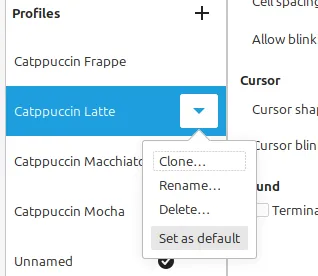 Profiles
Catppuccin Frappe
Catppuccin Latte
Catppuccin Macchiato
Catppuccin Mocha
Unnamed
Clone...
Rename...
Delete...
Set as default
Cell spacing
Allow blink
Cursor
Cursor shap
Cursor blin
und
Termina